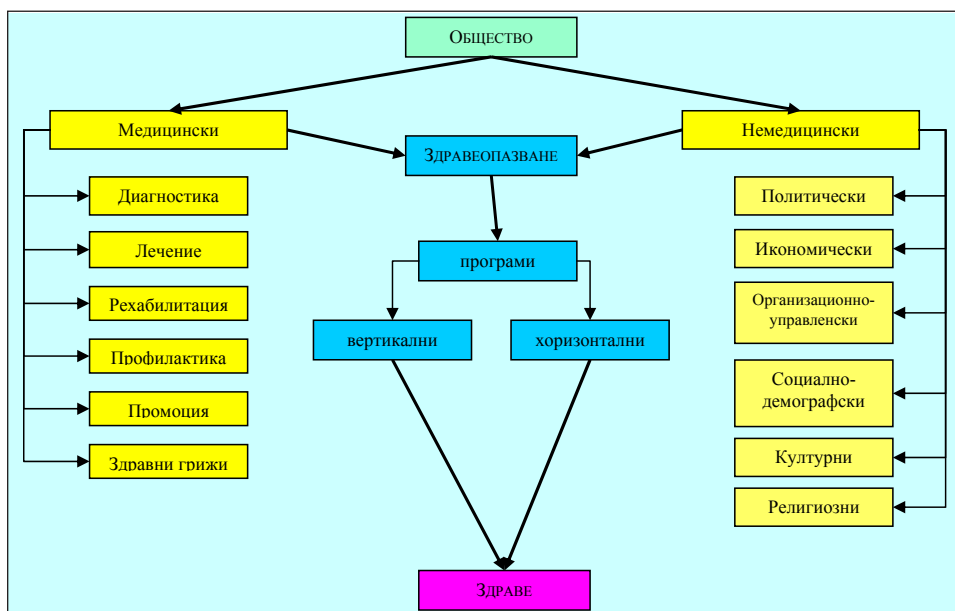 ОБЩЕСТВО
Медицински
Немедицински
ЗДРАВЕОПАЗВАНЕ
Диагностика
Лечение
Рехабилитация
Профилактика
Промоция
Здравни грижи
програми
вертикални
хоризонтални
Политически
Икономически
Организационно-
управленски
Социално-
демографски
Културни
Религиозни
ЗДРАВЕ